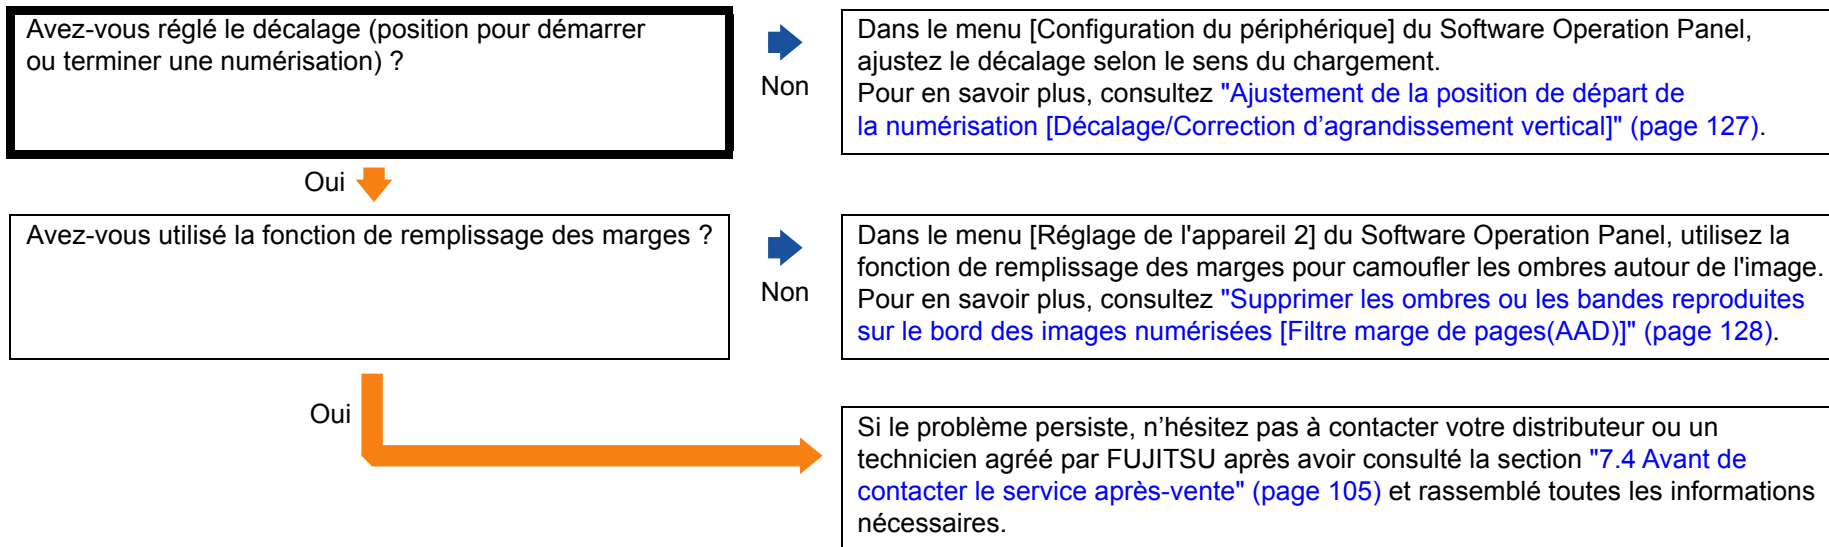 Avez-vous réglé le décalage (position pour démarrer
ou terminer une numérisation) ?
Non
Dans le menu [Configuration du périphérique] du Software Operation Panel,
ajustez le décalage selon le sens du chargement.
Pour en savoir plus, consultez "Ajustement de la position de départ de
la numérisation [Décalage/Correction d’agrandissement vertical]" (page 127).
Oui
Avez-vous utilisé la fonction de remplissage des marges ?
Non
Dans le menu [Réglage de l'appareil 2] du Software Operation Panel, utilisez la
fonction de remplissage des marges pour camoufler les ombres autour de l'image.
Pour en savoir plus, consultez "Supprimer les ombres ou les bandes reproduites
sur le bord des images numérisées [Filtre marge de pages(AAD)]" (page 128).
Oui
Si le problème persiste, n’hésitez pas à contacter votre distributeur ou un
technicien agréé par FUJITSU après avoir consulté la section "7.4 Avant de
contacter le service après-vente" (page 105) et rassemblé toutes les informations
nécessaires.